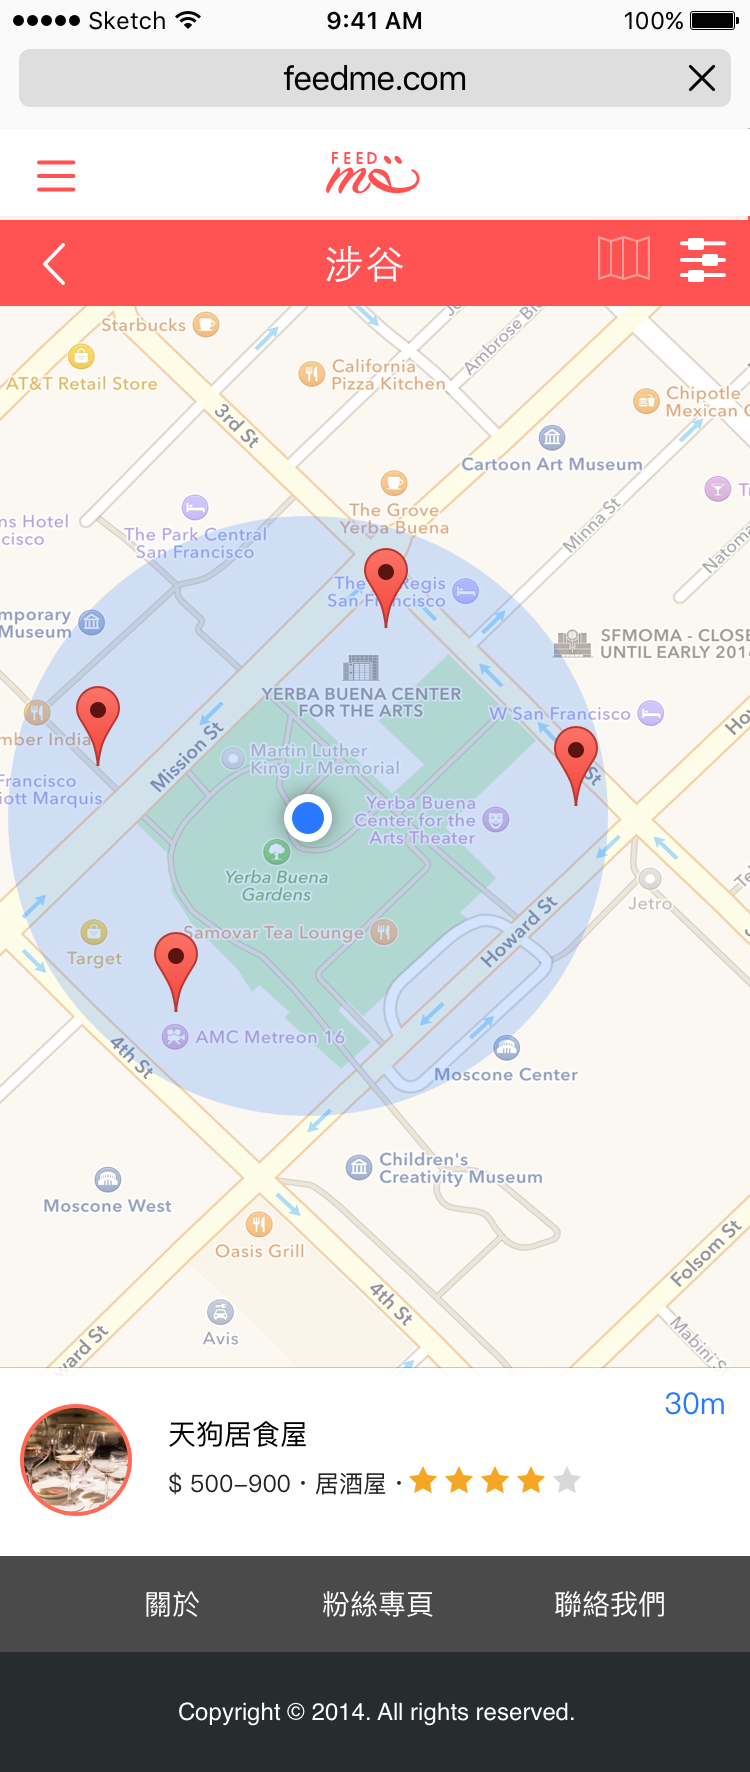 Sketch 9:41 AM 100%
feedme.com
FEED
me
涉谷
Starbucks
California
Pizza Kitchen
AT&T Retail Store
Ambrose
Chipotle
Mexican
3rd St
Cartoon Art Museum
The Grove
Yerba Buena
ns Hotel
cisco
The Park Central
San Francisco
Minna St
Natoma
The Regis
San Francisco
mporary
Museum
SFMOMA - CLOSE
UNTIL EARLY 2016
YERBA BUENA CENTER
FOR THE ARTS
W San Francisco
Ho
mber India
Mission St
Martin Luther
King Jr Memorial
St
Francisco
ott Marquis
Yerba Buena
Center for the
Arts Theater
Yerba Buena
Gardens
Te
Jetro
Samovar Tea Lounge
Howard St
Target
AMC Metreon 16
4th St
Moscone Center
Children's
Creativity Museum
Moscone West
Oasis Grill
Folsom St
4th St
Avis
Mabini S
ward St
30m
天狗居食屋
$ 500–900・居酒屋・
關於 粉絲專頁 聯絡我們
Copyright © 2014. All rights reserved.